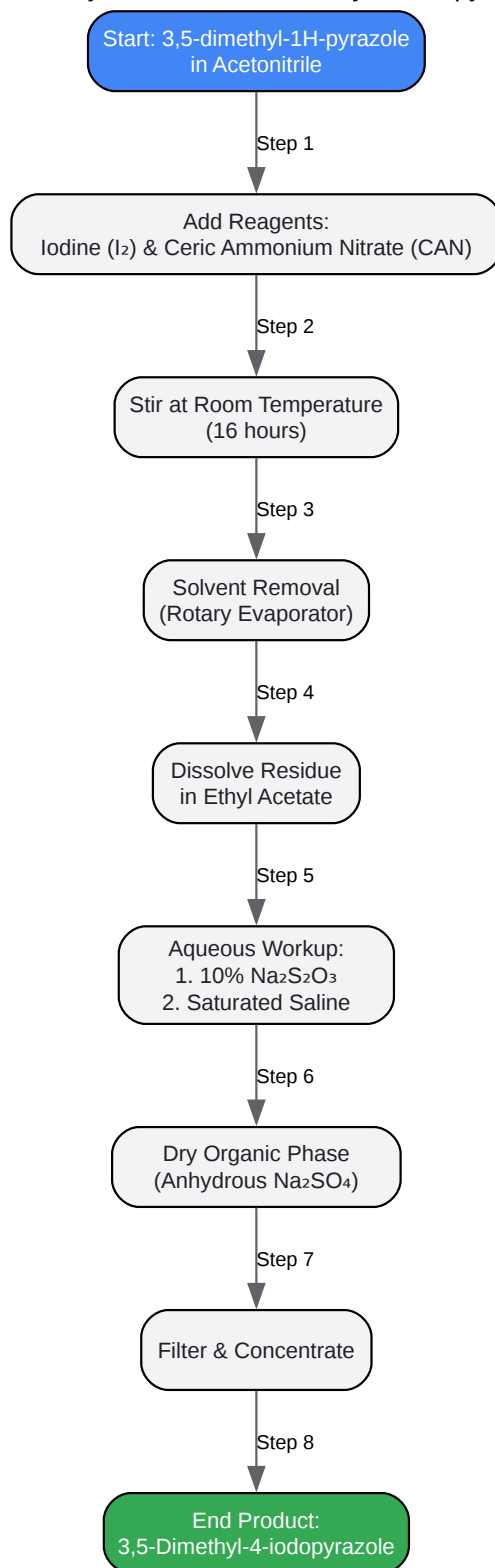 Start: 3,5-dimethyl-1H-pyrazole
in Acetonitrile
Step 1
Add Reagents:
Iodine (I₂) & Ceric Ammonium Nitrate (CAN)
Step 2
Stir at Room Temperature
(16 hours)
Step 3
Solvent Removal
(Rotary Evaporator)
Step 4
Dissolve Residue
in Ethyl Acetate
Step 5
Aqueous Workup:
1. 10% Na₂S₂O₃
2. Saturated Saline
Step 6
Dry Organic Phase
(Anhydrous Na₂SO₄)
Step 7
Filter & Concentrate
Step 8
End Product:
3,5-Dimethyl-4-iodopyrazole